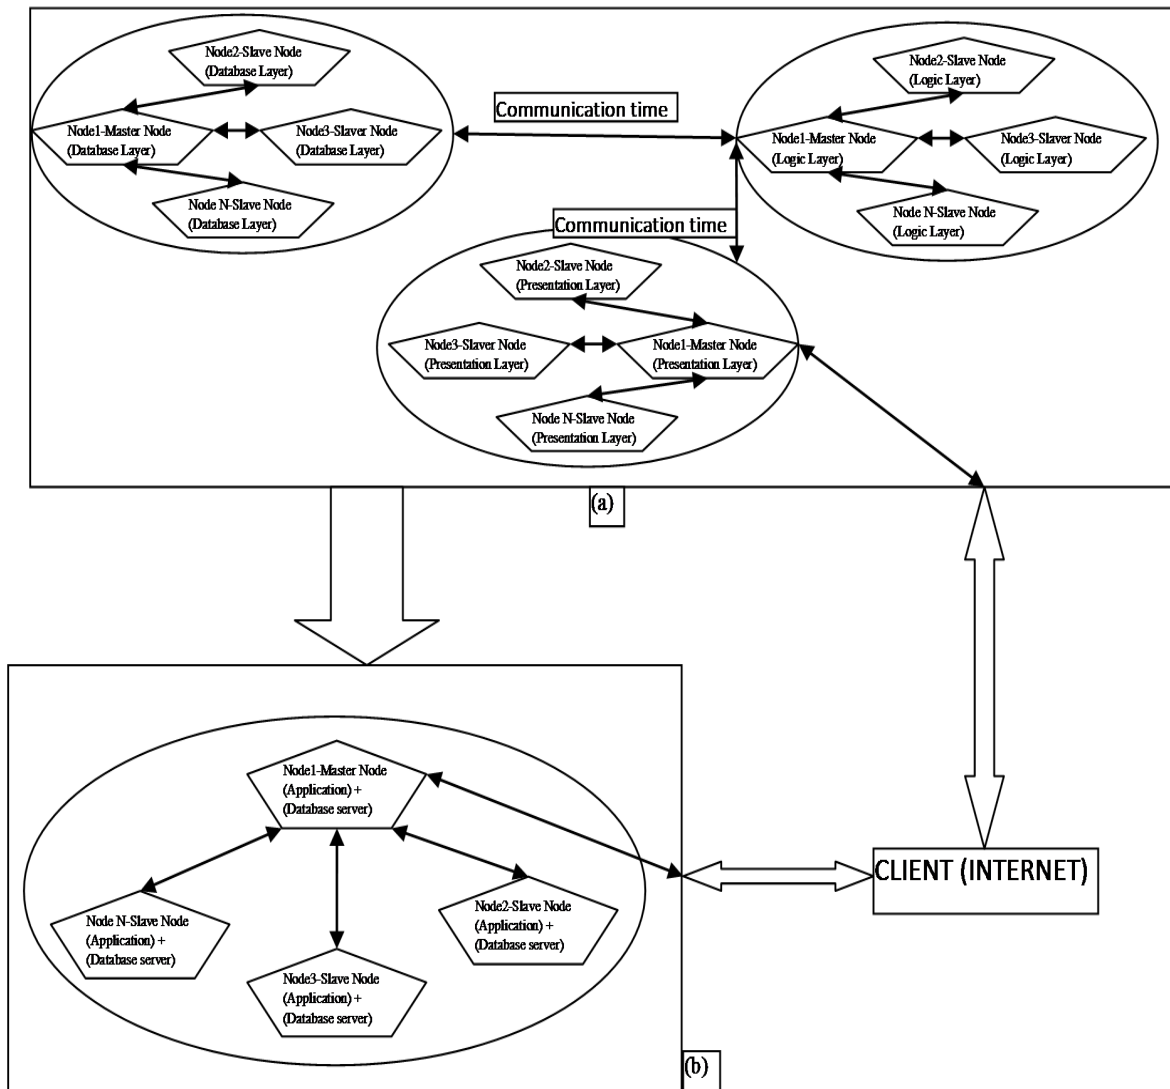 Node2-Slave Node
(Database Layer)
Node1-Master Node
(Database Layer)
Node3-Slaver Node
(Database Layer)
Node N-Slave Node
(Database Layer)
Communication time
Node2-Slave Node
(Logic Layer)
Node1-Master Node
(Logic Layer)
Node3-Slaver Node
(Logic Layer)
Node N-Slave Node
(Logic Layer)
Communication time
Node2-Slave Node
(Presentation Layer)
Node3-Slaver Node
(Presentation Layer)
Node1-Master Node
(Presentation Layer)
Node N-Slave Node
(Presentation Layer)
(a)
Node1-Master Node
(Application) +
(Database server)
Node N-Slave Node
(Application) +
(Database server)
Node3-Slave Node
(Application) +
(Database server)
Node2-Slave Node
(Application) +
(Database server)
CLIENT (INTERNET)
(b)